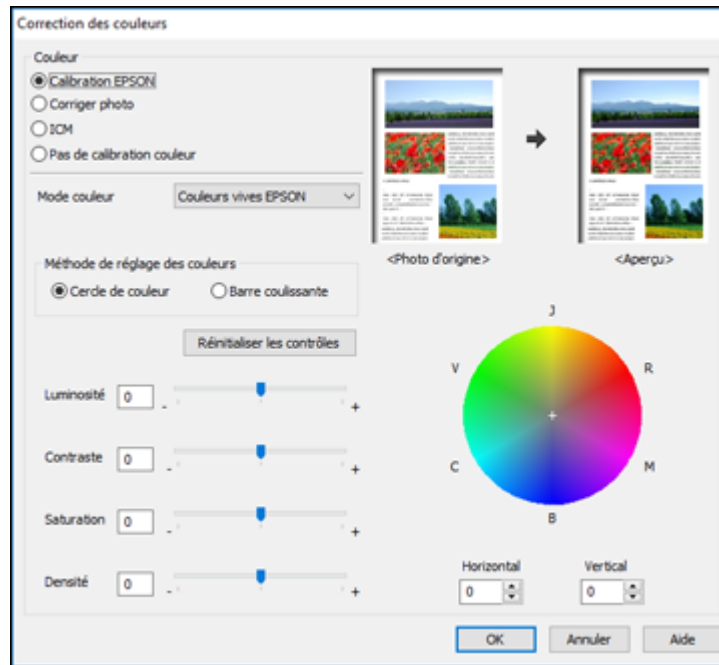 Correction des couleurs
Couleur
Calibration EPSON
Corriger photo
ICM
Pas de calibration couleur
Mode couleur
Couleurs vives EPSON
<Photo d'origine>
<Aperçu>
Méthode de réglage des couleurs
Cercle de couleur
Barre coulissante
Réinitialiser les contrôles
Luminosité 0 - +
Contraste 0 - +
Saturation 0 - +
Densité 0 - +
J
V
R
C
M
B
Horizontal
Vertical
0
0
OK
Annuler
Aide